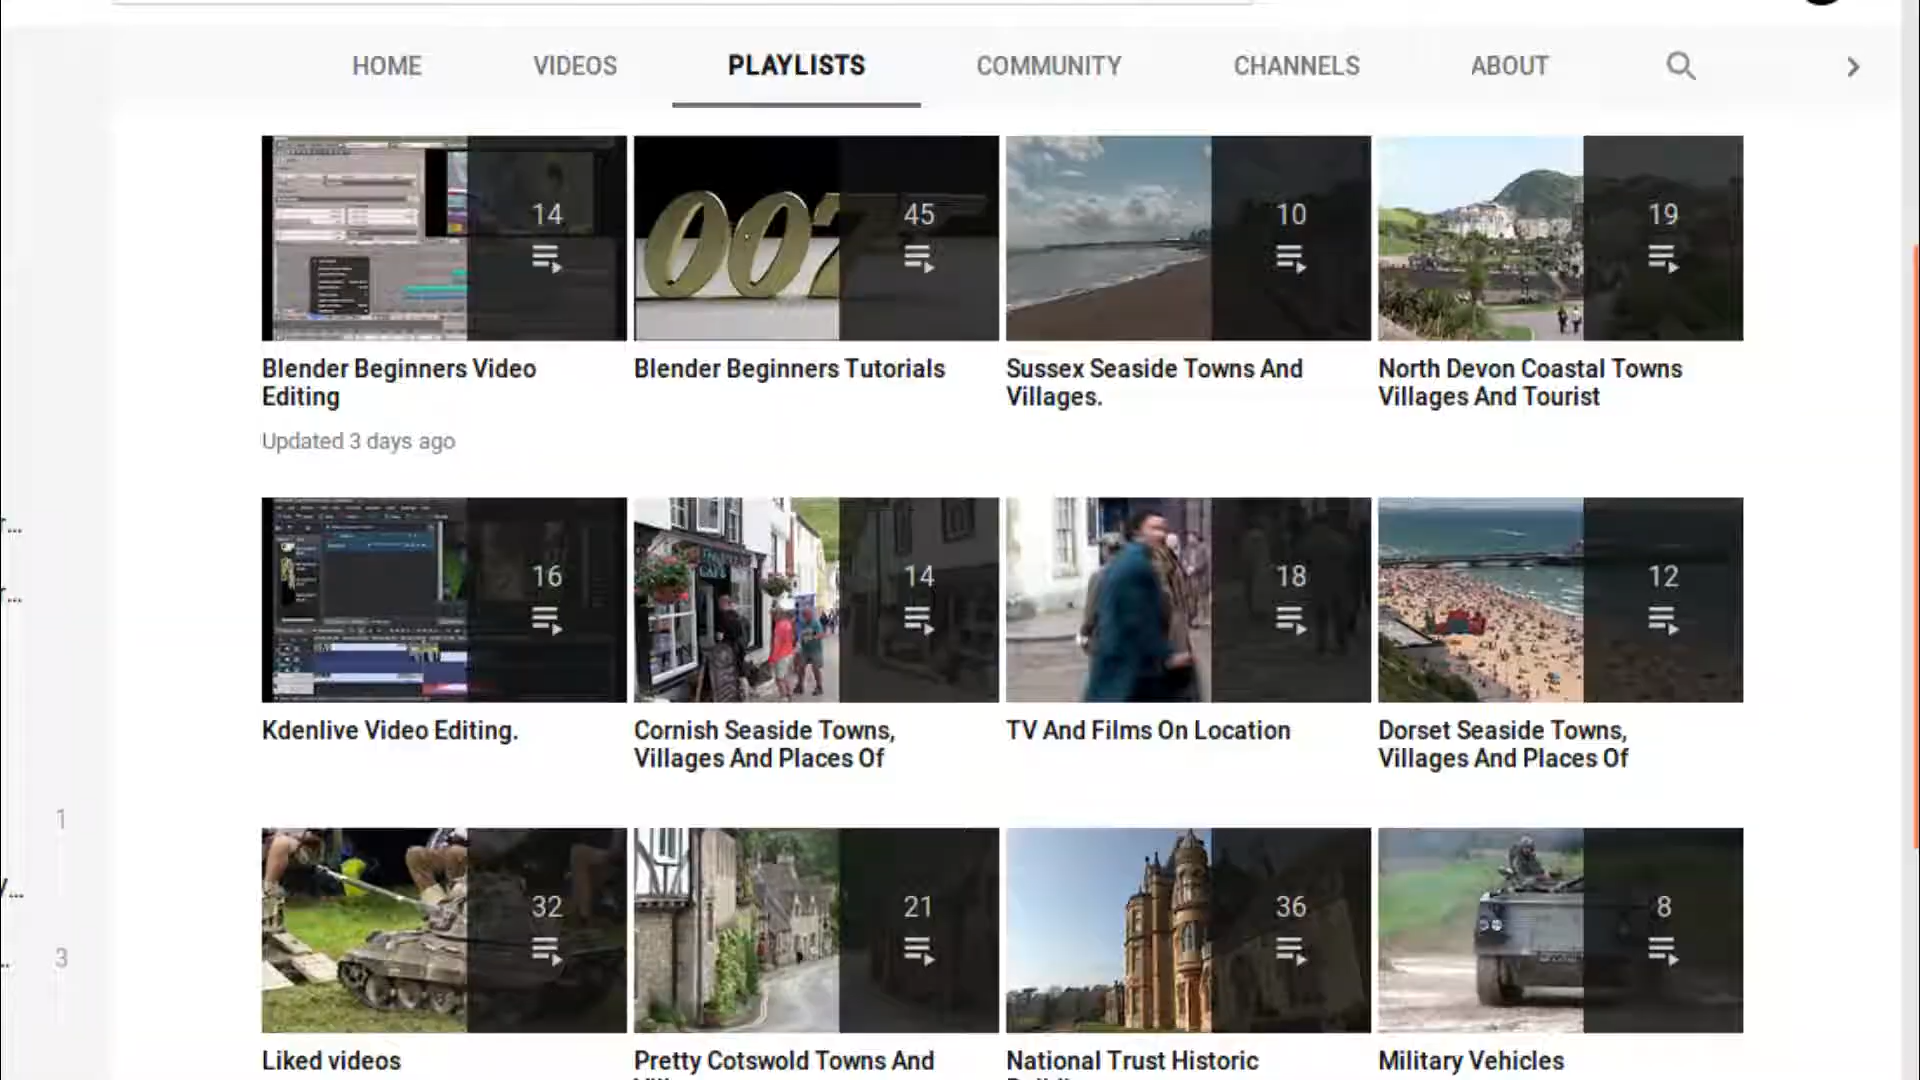 HOME VIDEOS PLAYLISTS COMMUNITY CHANNELS ABOUT
14
007
45
10
19
Blender Beginners Video
Editing
Updated 3 days ago
Blender Beginners Tutorials
Sussex Seaside Towns And
Villages.
North Devon Coastal Towns
Villages And Tourist
16
14
18
12
Kdenlive Video Editing.
Cornish Seaside Towns,
Villages And Places Of
TV And Films On Location
Dorset Seaside Towns,
Villages And Places Of
1
3
32
21
36
8
Liked videos
Pretty Cotswold Towns And
National Trust Historic
Military Vehicles